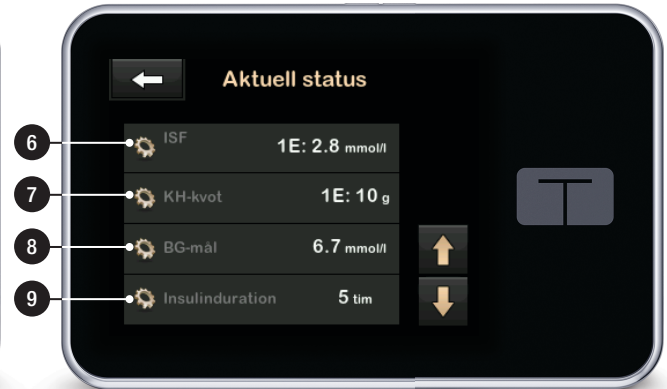 Aktuell status
6 ISF 1E: 2.8 mmol/l
7 KH-kvot 1E: 10 g
8 BG-mål 6.7 mmol/l
9 Insulinduration 5 tim